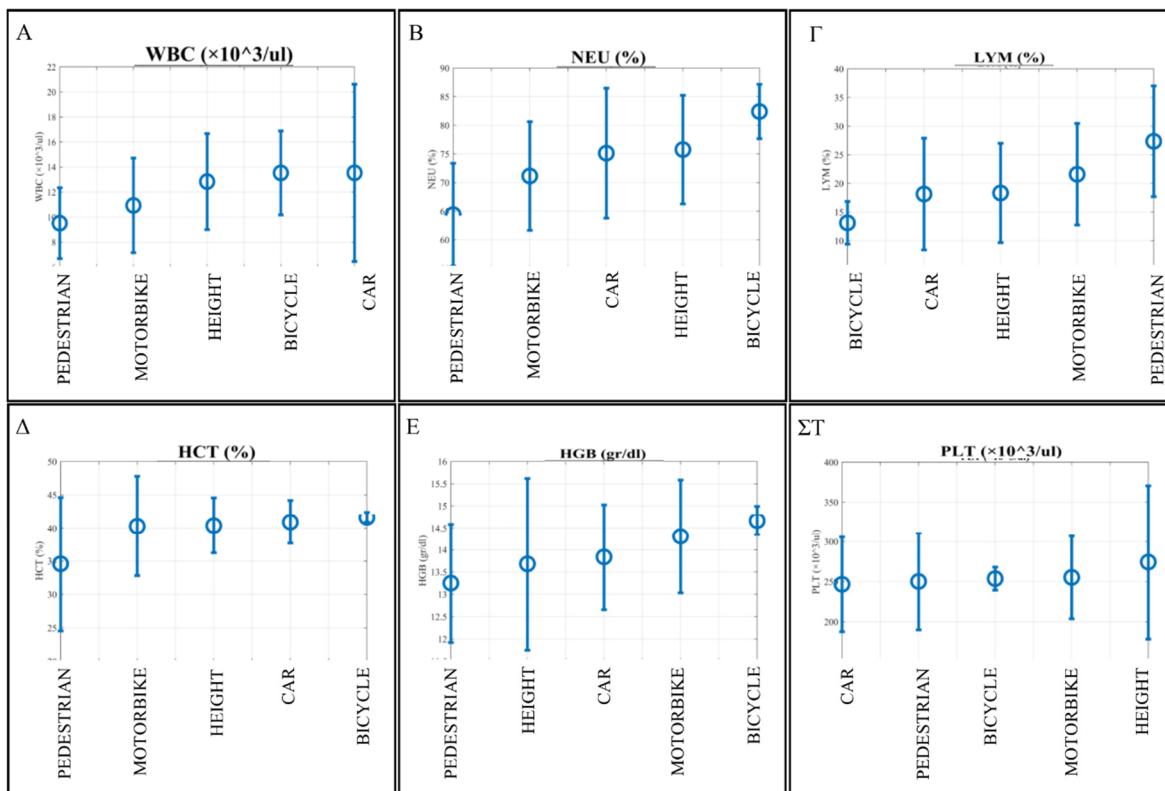 Α
WBC (×10^3/ul)
WBC (×10^3/ul)
22
20
18
16
14
12
10
8
PEDESTRIAN
MOTORBIKE
HEIGHT
BICYCLE
CAR
Β
NEU (%)
NEU (%)
90
85
80
75
70
65
60
PEDESTRIAN
MOTORBIKE
CAR
HEIGHT
BICYCLE
Γ
LYM (%)
LYM (%)
40
35
30
25
20
15
10
BICYCLE
CAR
HEIGHT
MOTORBIKE
PEDESTRIAN
Δ
HCT (%)
HCT (%)
50
45
40
35
30
25
PEDESTRIAN
MOTORBIKE
HEIGHT
CAR
BICYCLE
Ε
HGB (gr/dl)
HGB (gr/dl)
16
15.5
15
14.5
14
13.5
13
12.5
12
PEDESTRIAN
HEIGHT
CAR
MOTORBIKE
BICYCLE
ΣΤ
PLT (×10^3/ul)
PLT (×10^3/ul)
400
350
300
250
200
CAR
PEDESTRIAN
BICYCLE
MOTORBIKE
HEIGHT